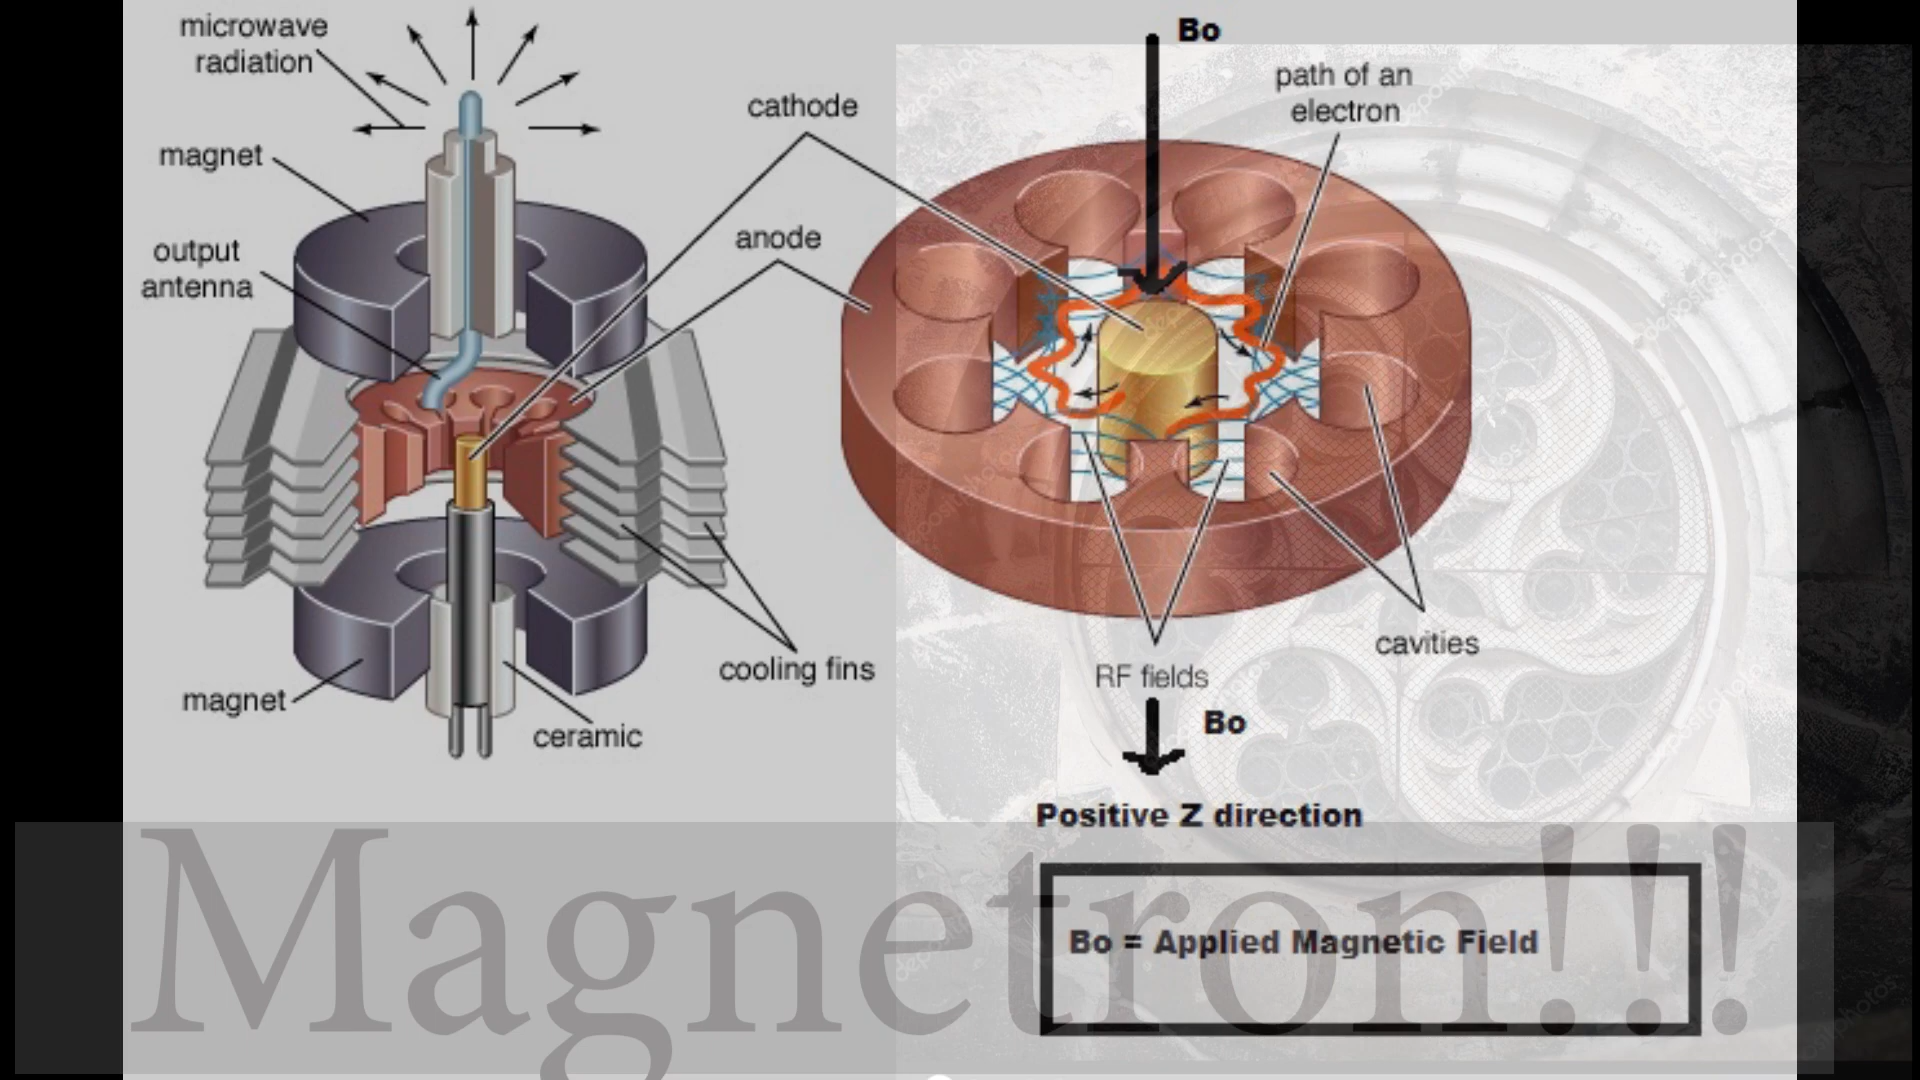 microwave
radiation
magnet
output
antenna
cathode
anode
magnet
ceramic
cooling fins
Bo
path of an
electron
RF fields
cavities
Bo
Positive Z direction
Bo = Applied Magnetic Field
Magnetron!!!
depositphotos